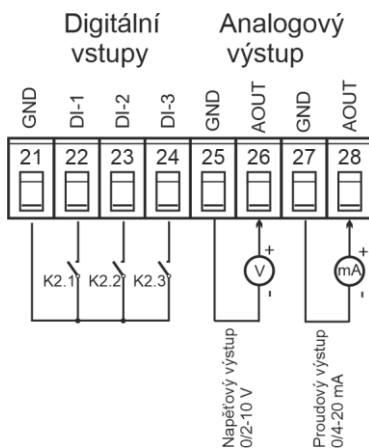 Digitální
vstupy
Analogový
výstup
GND DI-1 DI-2 DI-3 GND AOUT GND AOUT
21 22 23 24 25 26 27 28
K2.1 K2.2 K2.3
+
V
-
+
mA
-
Napěťový výstup
0/2-10 V
Proudový výstup
0/4-20 mA